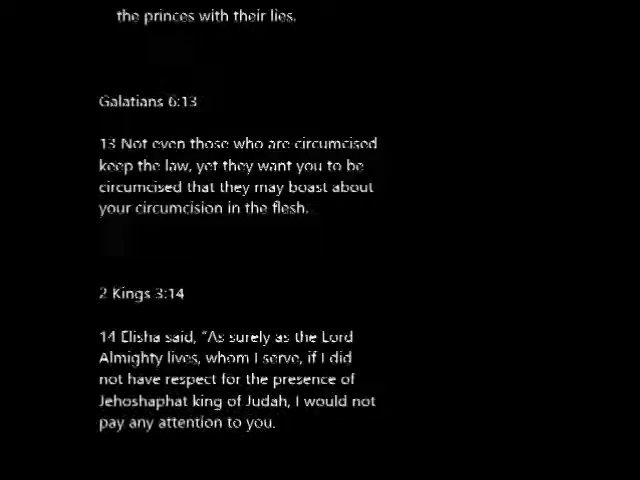 the princes with their lies.
Galatians 6:13
13 Not even those who are circumcised
keep the law, yet they want you to be
circumcised that they may boast about
your circumcision in the flesh.
2 Kings 3:14
14 Elisha said, "As surely as the Lord
Almighty lives, whom I serve, if I did
not have respect for the presence of
Jehoshaphat king of Judah, I would not
pay any attention to you.